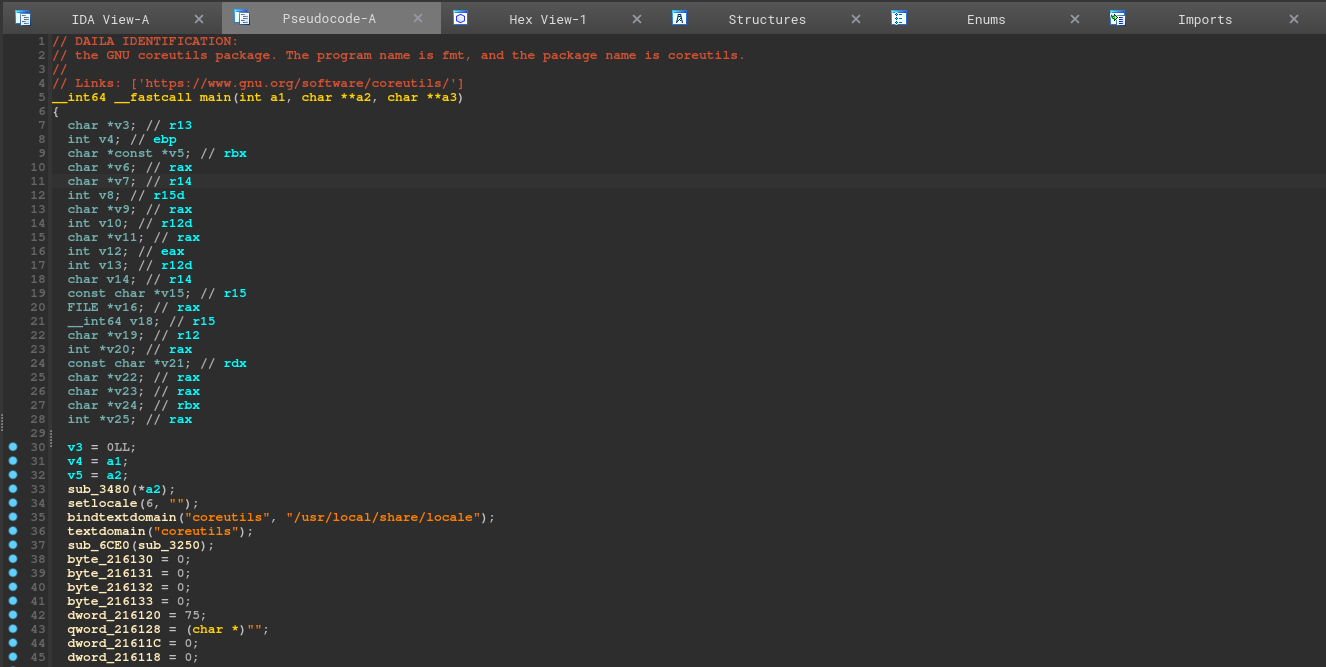 IDA View-A Pseudocode-A Hex View-1 Structures Enums Imports
1 // DAILA IDENTIFICATION:
2 // the GNU coreutils package. The program name is fmt, and the package name is coreutils.
3 //
4 // Links: ['https://www.gnu.org/software/coreutils/']
5 __int64 __fastcall main(int a1, char **a2, char **a3)
6 {
7 char *v3; // r13
8 int v4; // ebp
9 char *const *v5; // rbx
10 char *v6; // rax
11 char *v7; // r14
12 int v8; // r15d
13 char *v9; // rax
14 int v10; // r12d
15 char *v11; // rax
16 int v12; // eax
17 int v13; // r12d
18 char v14; // r14
19 const char *v15; // r15
20 FILE *v16; // rax
21 __int64 v18; // r15
22 char *v19; // r12
23 int *v20; // rax
24 const char *v21; // rdx
25 char *v22; // rax
26 char *v23; // rax
27 char *v24; // rbx
28 int *v25; // rax
29
30 v3 = 0LL;
31 v4 = a1;
32 v5 = a2;
33 sub_3480(*a2);
34 setlocale(6, "");
35 bindtextdomain("coreutils", "/usr/local/share/locale");
36 textdomain("coreutils");
37 sub_6CE0(sub_3250);
38 byte_216130 = 0;
39 byte_216131 = 0;
40 byte_216132 = 0;
41 byte_216133 = 0;
42 dword_216120 = 75;
43 qword_216128 = (char *)"";
44 dword_21611C = 0;
45 dword_216118 = 0;